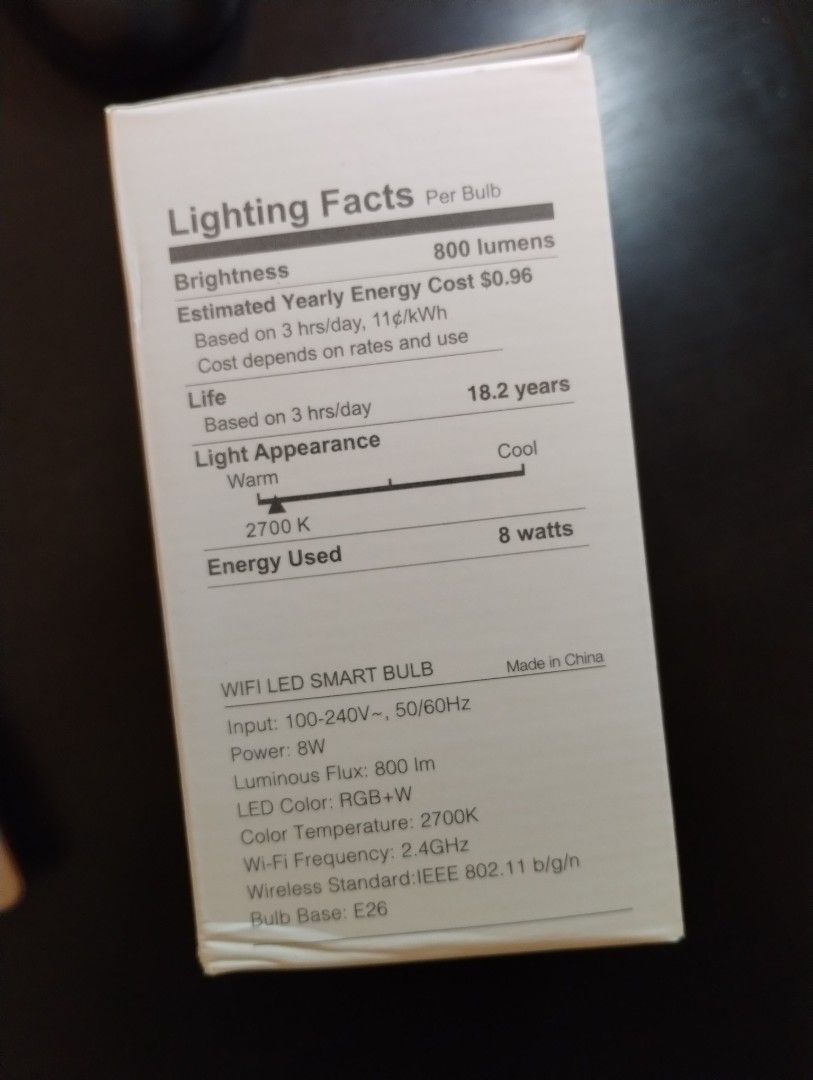 Lighting Facts Per Bulb
Brightness 800 lumens
Estimated Yearly Energy Cost $0.96
Based on 3 hrs/day, 11¢/kWh
Cost depends on rates and use
Life 18.2 years
Based on 3 hrs/day
Light Appearance
Warm Cool
2700 K
Energy Used 8 watts
WIFI LED SMART BULB Made in China
Input: 100-240V~, 50/60Hz
Power: 8W
Luminous Flux: 800 lm
LED Color: RGB+W
Color Temperature: 2700K
Wi-Fi Frequency: 2.4GHz
Wireless Standard:IEEE 802.11 b/g/n
Bulb Base: E26